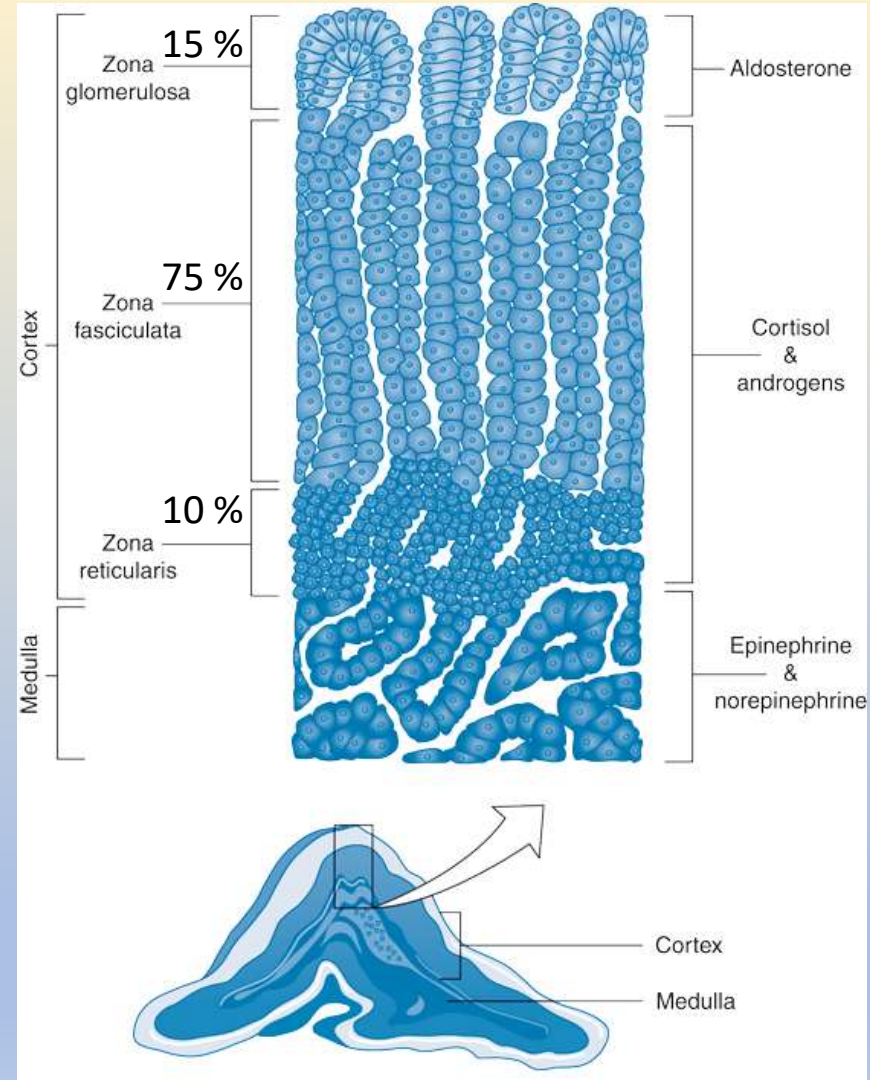 15 %
Zona
glomerulosa
Aldosterone
75 %
Zona
fasciculata
Cortex
Cortisol
&
androgens
10 %
Zona
reticularis
Medulla
Epinephrine
&
norepinephrine
Cortex
Medulla